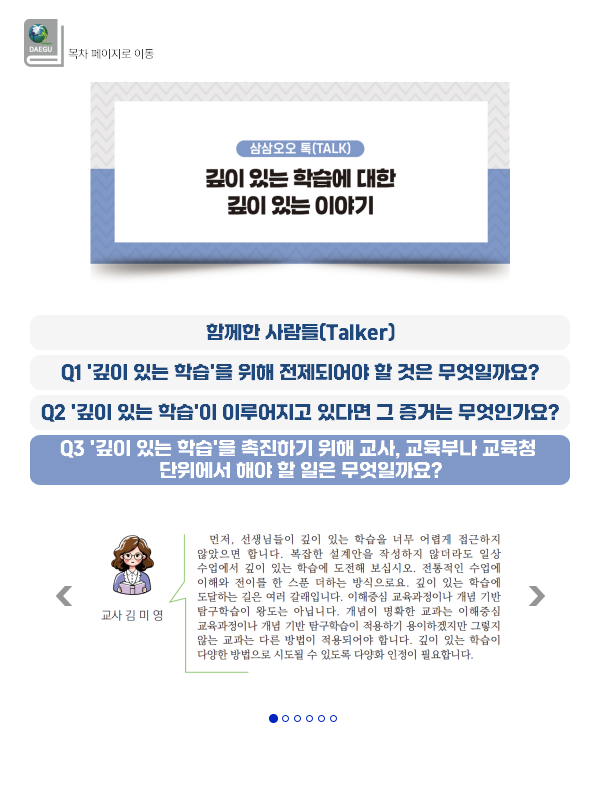 DAEGU
목차 페이지로 이동
삼삼오오 톡(TALK)
깊이 있는 학습에 대한
깊이 있는 이야기
함께한 사람들(Talker)
Q1 '깊이 있는 학습'을 위해 전제되어야 할 것은 무엇일까요?
Q2 '깊이 있는 학습'이 이루어지고 있다면 그 증거는 무엇인가요?
Q3 '깊이 있는 학습'을 촉진하기 위해 교사, 교육부나 교육청
단위에서 해야 할 일은 무엇일까요?
먼저, 선생님들이 깊이 있는 학습을 너무 어렵게 접근하지
않았으면 합니다. 복잡한 설계안을 작성하지 않더라도 일상
수업에서 깊이 있는 학습에 도전해 보십시오. 전통적인 수업에
이해와 전이를 한 스푼 더하는 방식으로요. 깊이 있는 학습에
도달하는 길은 여러 갈래입니다. 이해중심 교육과정이나 개념 기반
탐구학습이 왕도는 아닙니다. 개념이 명확한 교과는 이해중심
교육과정이나 개념 기반 탐구학습이 적용하기 용이하겠지만 그렇지
않는 교과는 다른 방법이 적용되어야 합니다. 깊이 있는 학습이
다양한 방법으로 시도될 수 있도록 다양화 인정이 필요합니다.
교사 김 미 영